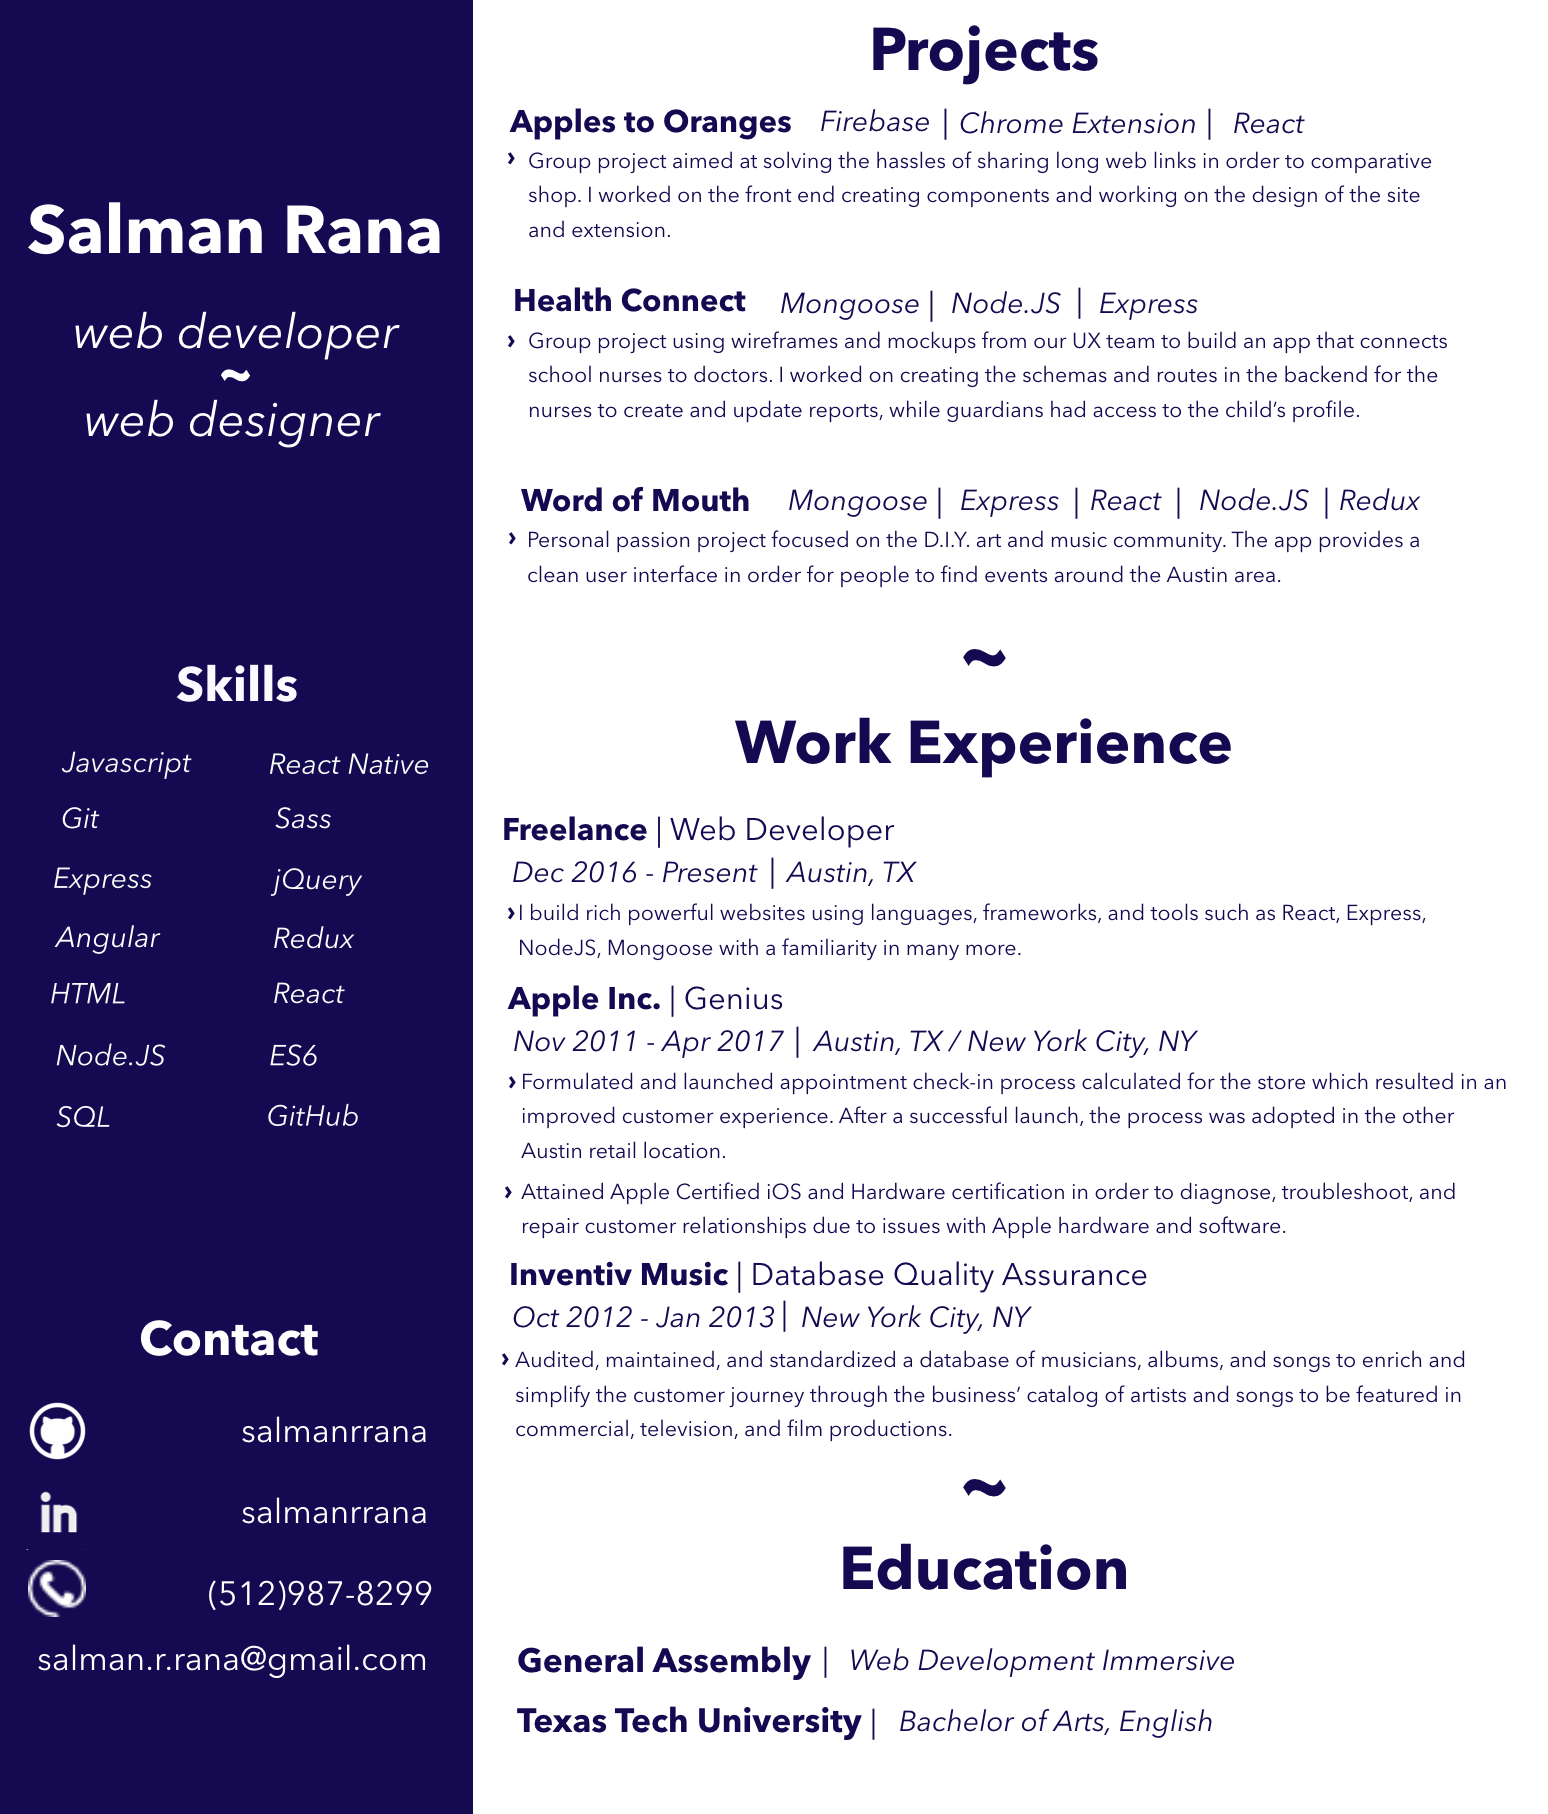 Salman Rana
web developer
~
web designer
Skills
Javascript React Native
Git Sass
Express jQuery
Angular Redux
HTML React
Node.JS ES6
SQL GitHub
Contact
salmanrrana
in salmanrrana
(512)987-8299
salman.r.rana@gmail.com
Projects
Apples to Oranges Firebase | Chrome Extension | React
› Group project aimed at solving the hassles of sharing long web links in order to comparative
shop. I worked on the front end creating components and working on the design of the site
and extension.
Health Connect Mongoose | Node.JS | Express
› Group project using wireframes and mockups from our UX team to build an app that connects
school nurses to doctors. I worked on creating the schemas and routes in the backend for the
nurses to create and update reports, while guardians had access to the child’s profile.
Word of Mouth Mongoose | Express | React | Node.JS | Redux
› Personal passion project focused on the D.I.Y. art and music community. The app provides a
clean user interface in order for people to find events around the Austin area.
~
Work Experience
Freelance | Web Developer
Dec 2016 - Present | Austin, TX
› I build rich powerful websites using languages, frameworks, and tools such as React, Express,
NodeJS, Mongoose with a familiarity in many more.
Apple Inc. | Genius
Nov 2011 - Apr 2017 | Austin, TX / New York City, NY
› Formulated and launched appointment check-in process calculated for the store which resulted in an
improved customer experience. After a successful launch, the process was adopted in the other
Austin retail location.
› Attained Apple Certified iOS and Hardware certification in order to diagnose, troubleshoot, and
repair customer relationships due to issues with Apple hardware and software.
Inventiv Music | Database Quality Assurance
Oct 2012 - Jan 2013 | New York City, NY
› Audited, maintained, and standardized a database of musicians, albums, and songs to enrich and
simplify the customer journey through the business’ catalog of artists and songs to be featured in
commercial, television, and film productions.
~
Education
General Assembly | Web Development Immersive
Texas Tech University | Bachelor of Arts, English